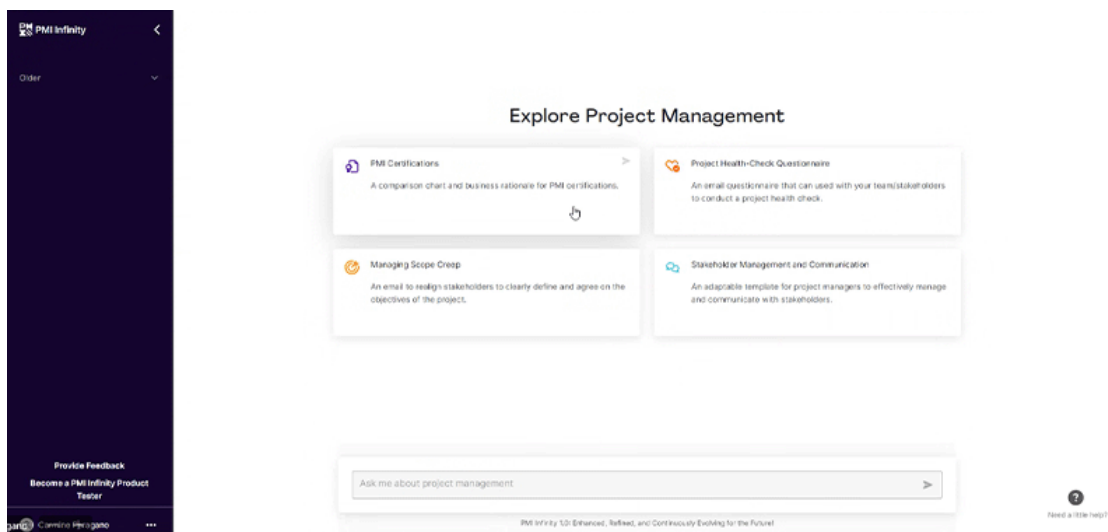 PMI Infinity
Older
Explore Project Management
PMI Certifications
A comparison chart and business rationale for PMI certifications.
Project Health-Check Questionnaire
An email questionnaire that can used with your team/stakeholders
to conduct a project health check.
Managing Scope Creep
An email to realign stakeholders to clearly define and agree on the
objectives of the project.
Stakeholder Management and Communication
An adaptable template for project managers to effectively manage
and communicate with stakeholders.
Provide Feedback
Become a PMI Infinity Product
Tester
Ask me about project management
PMI Infinity 1.0: Enhanced, Refined, and Continuously Evolving for the Future!
Need a little help?